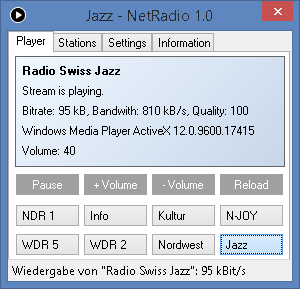 Jazz - NetRadio 1.0
Player Stations Settings Information
Radio Swiss Jazz
Stream is playing.
Bitrate: 95 kB, Bandwith: 810 kB/s, Quality: 100
Windows Media Player ActiveX 12.0.9600.17415
Volume: 40
Pause + Volume - Volume Reload
NDR 1 Info Kultur N-JOY
WDR 5 WDR 2 Nordwest Jazz
Wiedergabe von "Radio Swiss Jazz": 95 kBit/s